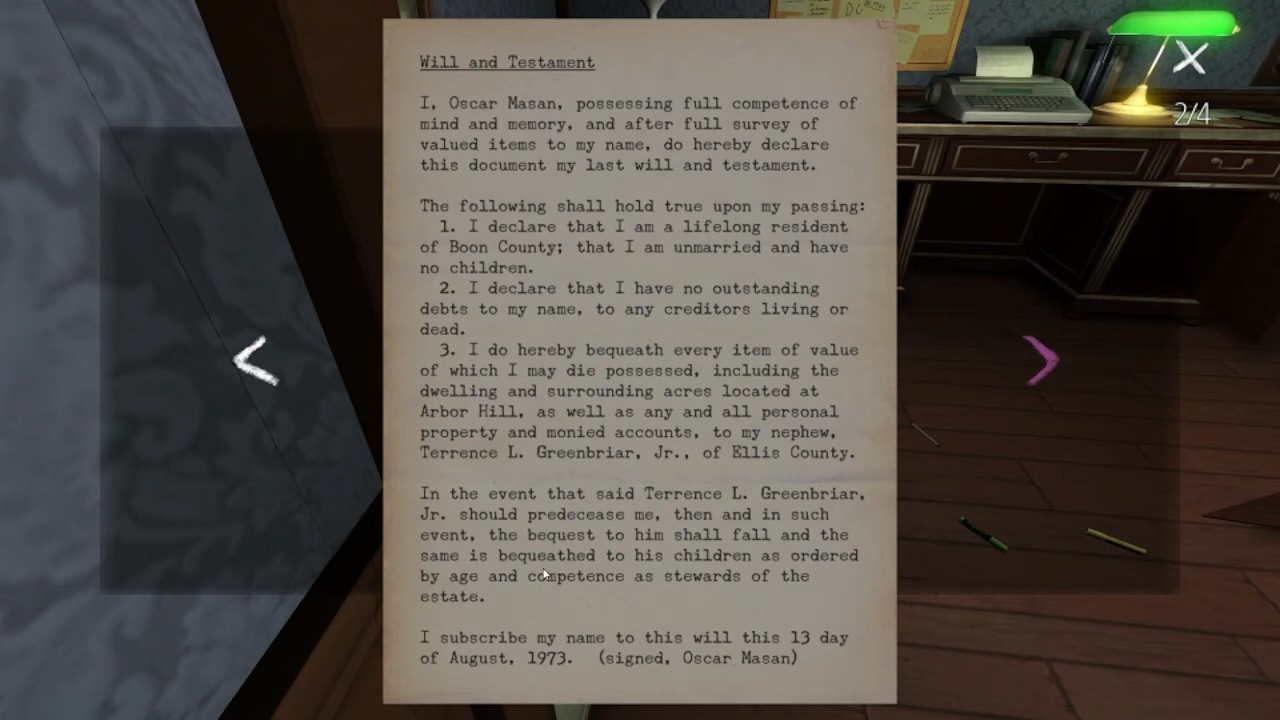 Will and Testament
I, Oscar Masan, possessing full competence of
mind and memory, and after full survey of
valued items to my name, do hereby declare
this document my last will and testament.
The following shall hold true upon my passing:
1. I declare that I am a lifelong resident
of Boon County; that I am unmarried and have
no children.
2. I declare that I have no outstanding
debts to my name, to any creditors living or
dead.
3. I do hereby bequeath every item of value
of which I may die possessed, including the
dwelling and surrounding acres located at
Arbor Hill, as well as any and all personal
property and monied accounts, to my nephew,
Terrence L. Greenbriar, Jr., of Ellis County.
In the event that said Terrence L. Greenbriar,
Jr. should predecease me, then and in such
event, the bequest to him shall fall and the
same is bequeathed to his children as ordered
by age and competence as stewards of the
estate.
I subscribe my name to this will this 13 day
of August, 1973. (signed, Oscar Masan)
2/4